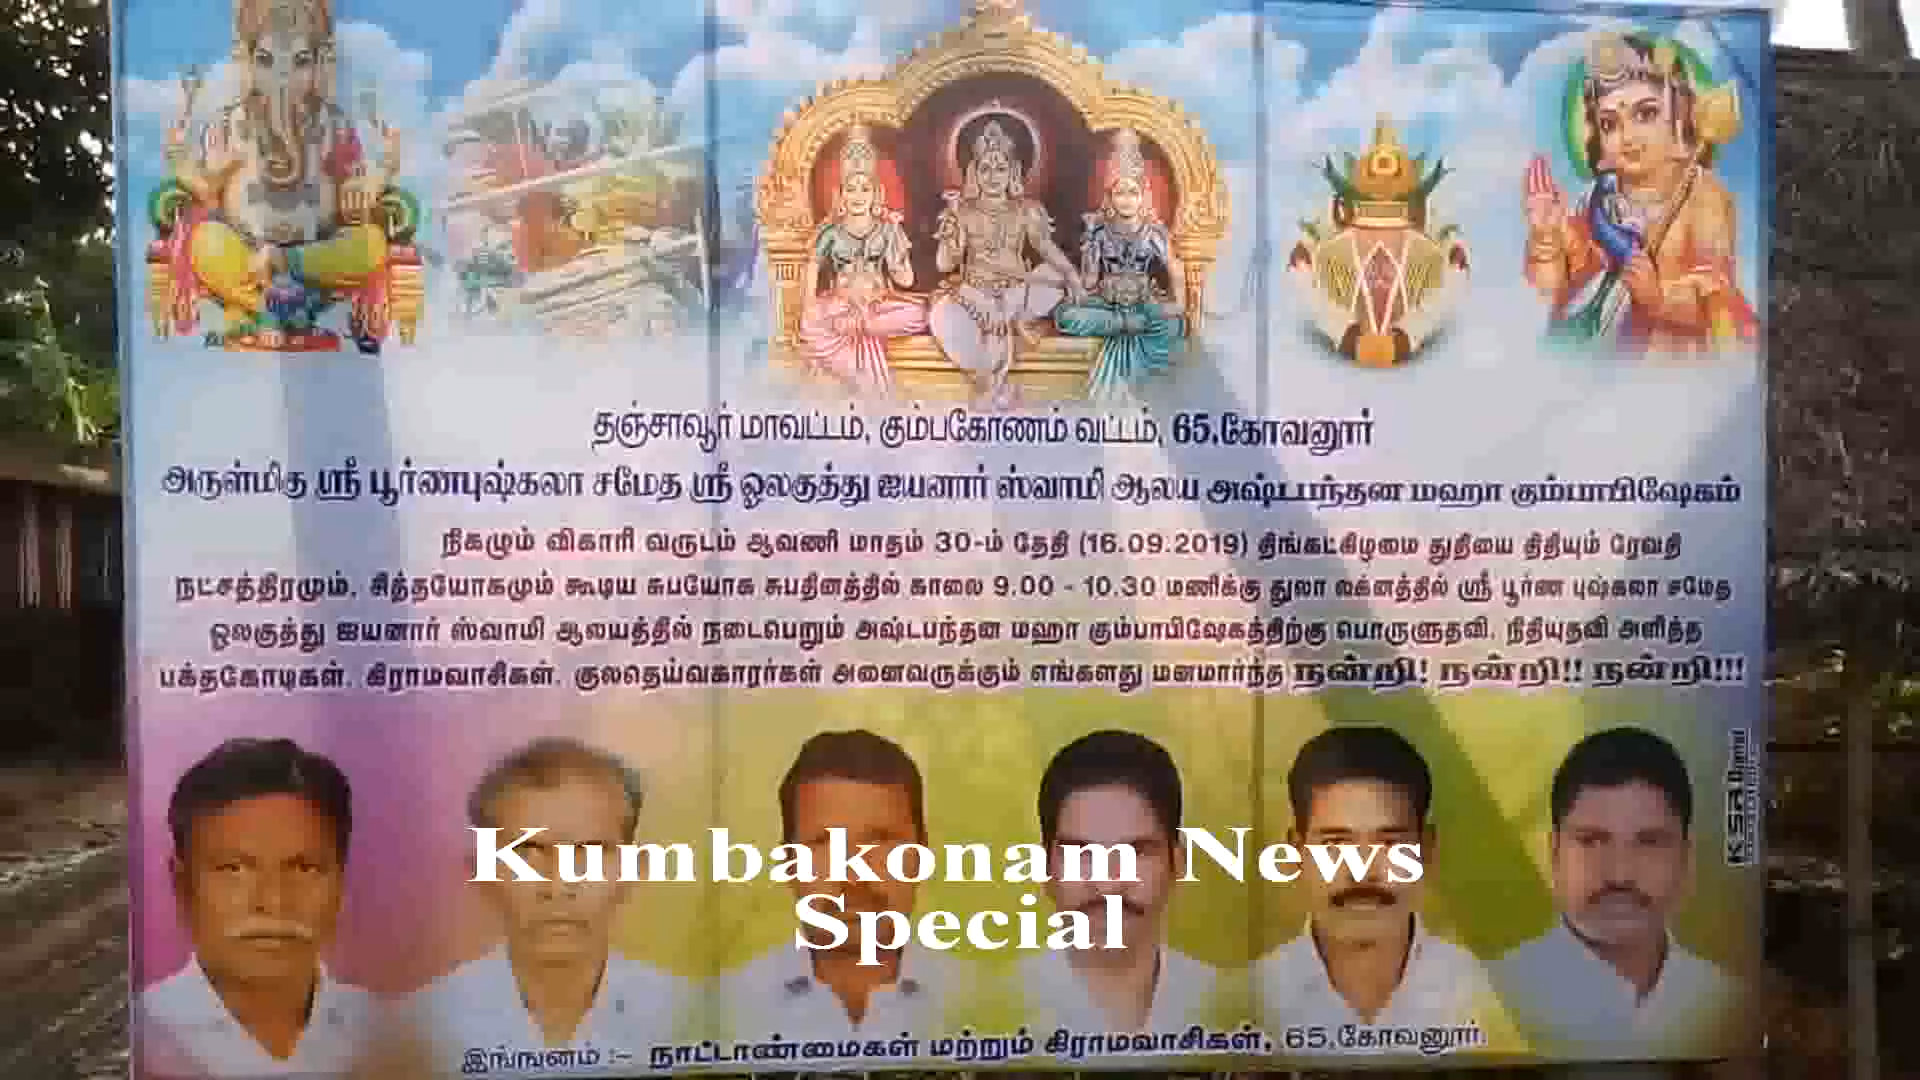 தஞ்சாவூர் மாவட்டம், கும்பகோணம் வட்டம், 65.கோவனூர்
அருள்மிகு ஸ்ரீ பூர்ணபுஷ்கலா சமேத ஸ்ரீ ஓலகுத்து ஐயனார் ஸ்வாமி ஆலய அஷ்டபந்தன மஹா கும்பாபிஷேகம்
நிகழும் விகாரி வருடம் ஆவணி மாதம் 30-ம் தேதி (16.09.2019) திங்கட்கிழமை துதியை திதியும் ரேவதி
நட்சத்திரமும், சித்தயோகமும் கூடிய சுபயோக சுபதினத்தில் காலை 9.00 - 10.30 மணிக்கு துலா லக்னத்தில் ஸ்ரீ பூர்ண புஷ்கலா சமேத
ஓலகுத்து ஐயனார் ஸ்வாமி ஆலயத்தில் நடைபெறும் அஷ்டபந்தன மஹா கும்பாபிஷேகத்திற்கு பொருளுதவி, நிதியுதவி அளித்த
பக்தகோடிகள், கிராமவாசிகள், குலதெய்வகாரர்கள் அனைவருக்கும் எங்களது மனமார்ந்த நன்றி! நன்றி!! நன்றி!!!
Kumbakonam News
Special
இங்ஙனம் :- நாட்டாண்மைகள் மற்றும் கிராமவாசிகள், 65.கோவனூர்.